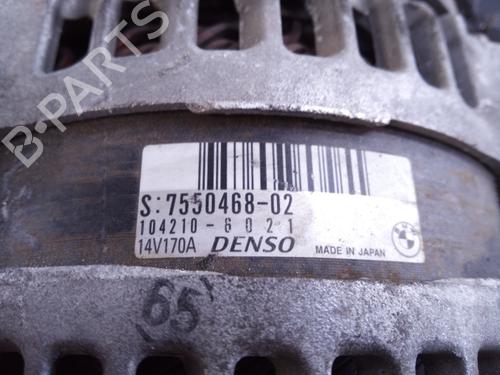 B-PARTS
S:7550468-02
104210-6021
14V170A DENSO MADE IN JAPAN
65